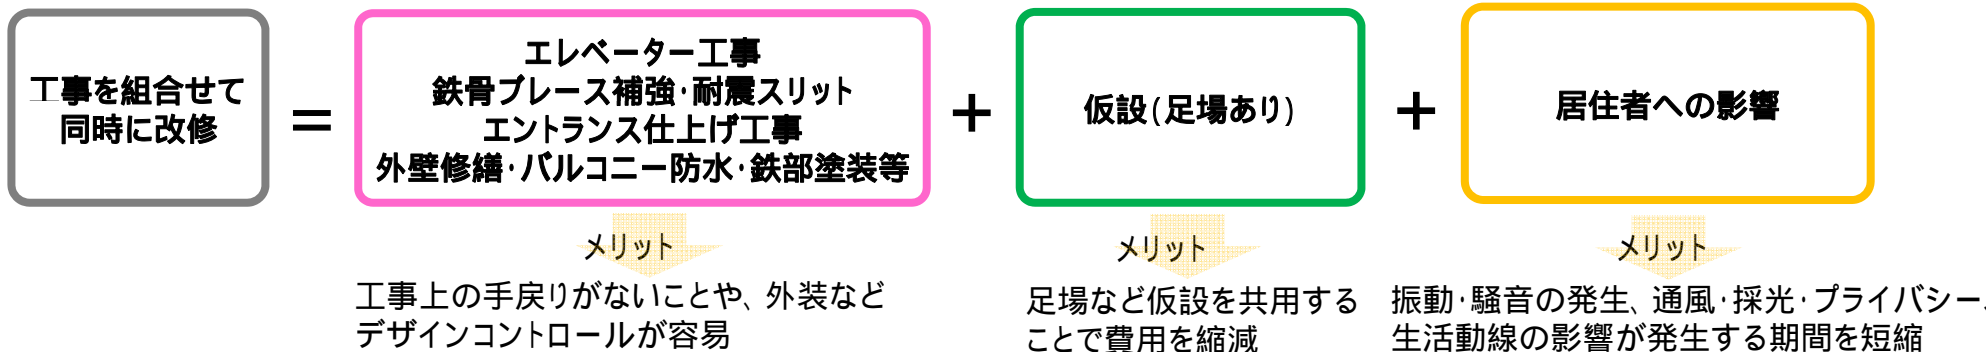 工事を組合せて
同時に改修
=
エレベーター工事
鉄骨ブレース補強・耐震スリット
エントランス仕上げ工事
外壁修繕・バルコニー防水・鉄部塗装等
+
仮設(足場あり)
+
居住者への影響
メリット
工事上の手戻りがないことや、外装など
デザインコントロールが容易
メリット
足場など仮設を共用する
ことで費用を縮減
メリット
振動・騒音の発生、通風・採光・プライバシー、
生活動線の影響が発生する期間を短縮